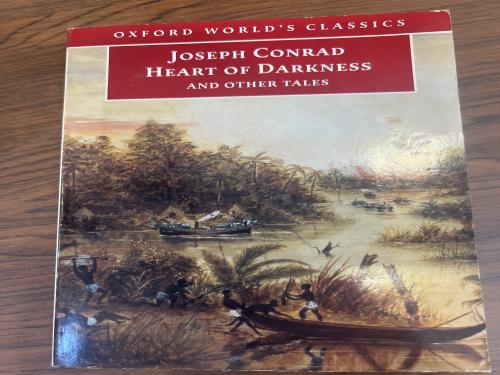 OXFORD WORLD'S CLASSICS
JOSEPH CONRAD
HEART OF DARKNESS
AND OTHER TALES